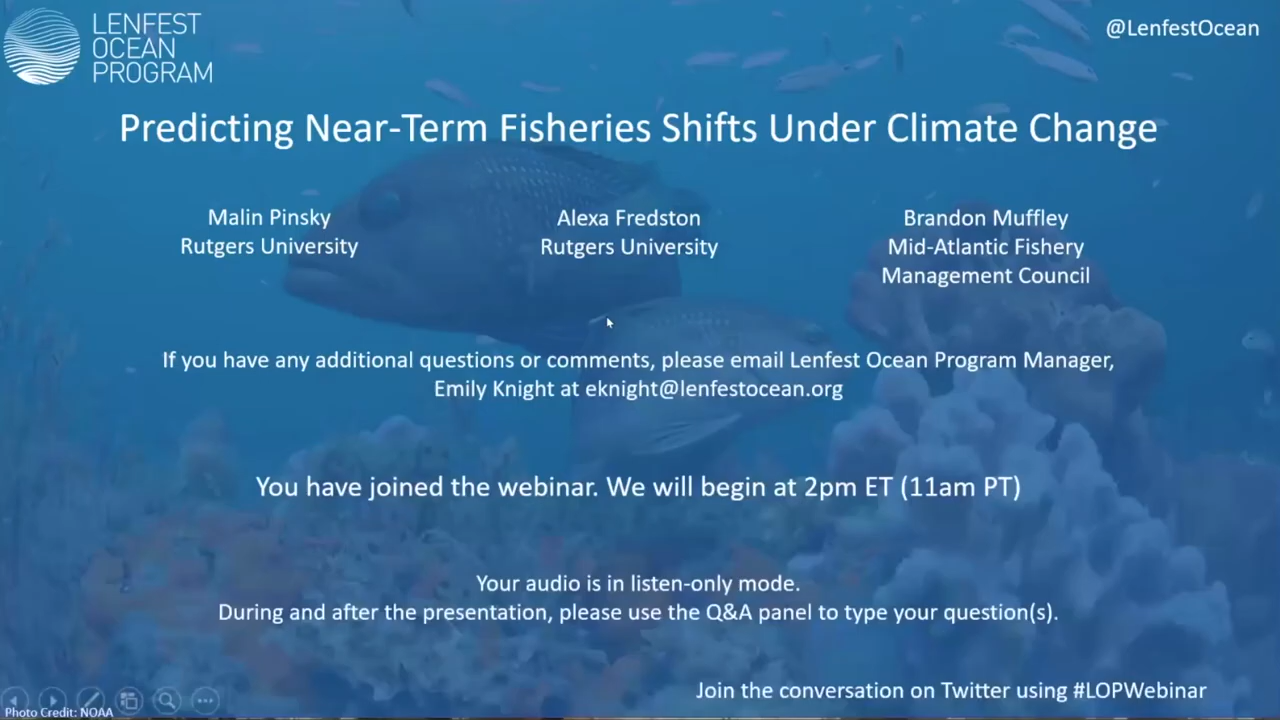 LENFEST
OCEAN
PROGRAM
@LenfestOcean
Predicting Near-Term Fisheries Shifts Under Climate Change
Malin Pinsky
Rutgers University
Alexa Fredston
Rutgers University
Brandon Muffley
Mid-Atlantic Fishery
Management Council
If you have any additional questions or comments, please email Lenfest Ocean Program Manager,
Emily Knight at eknight@lenfestocean.org
You have joined the webinar. We will begin at 2pm ET (11am PT)
Your audio is in listen-only mode.
During and after the presentation, please use the Q&A panel to type your question(s).
Join the conversation on Twitter using #LOPWebinar
Photo Credit: NOAA